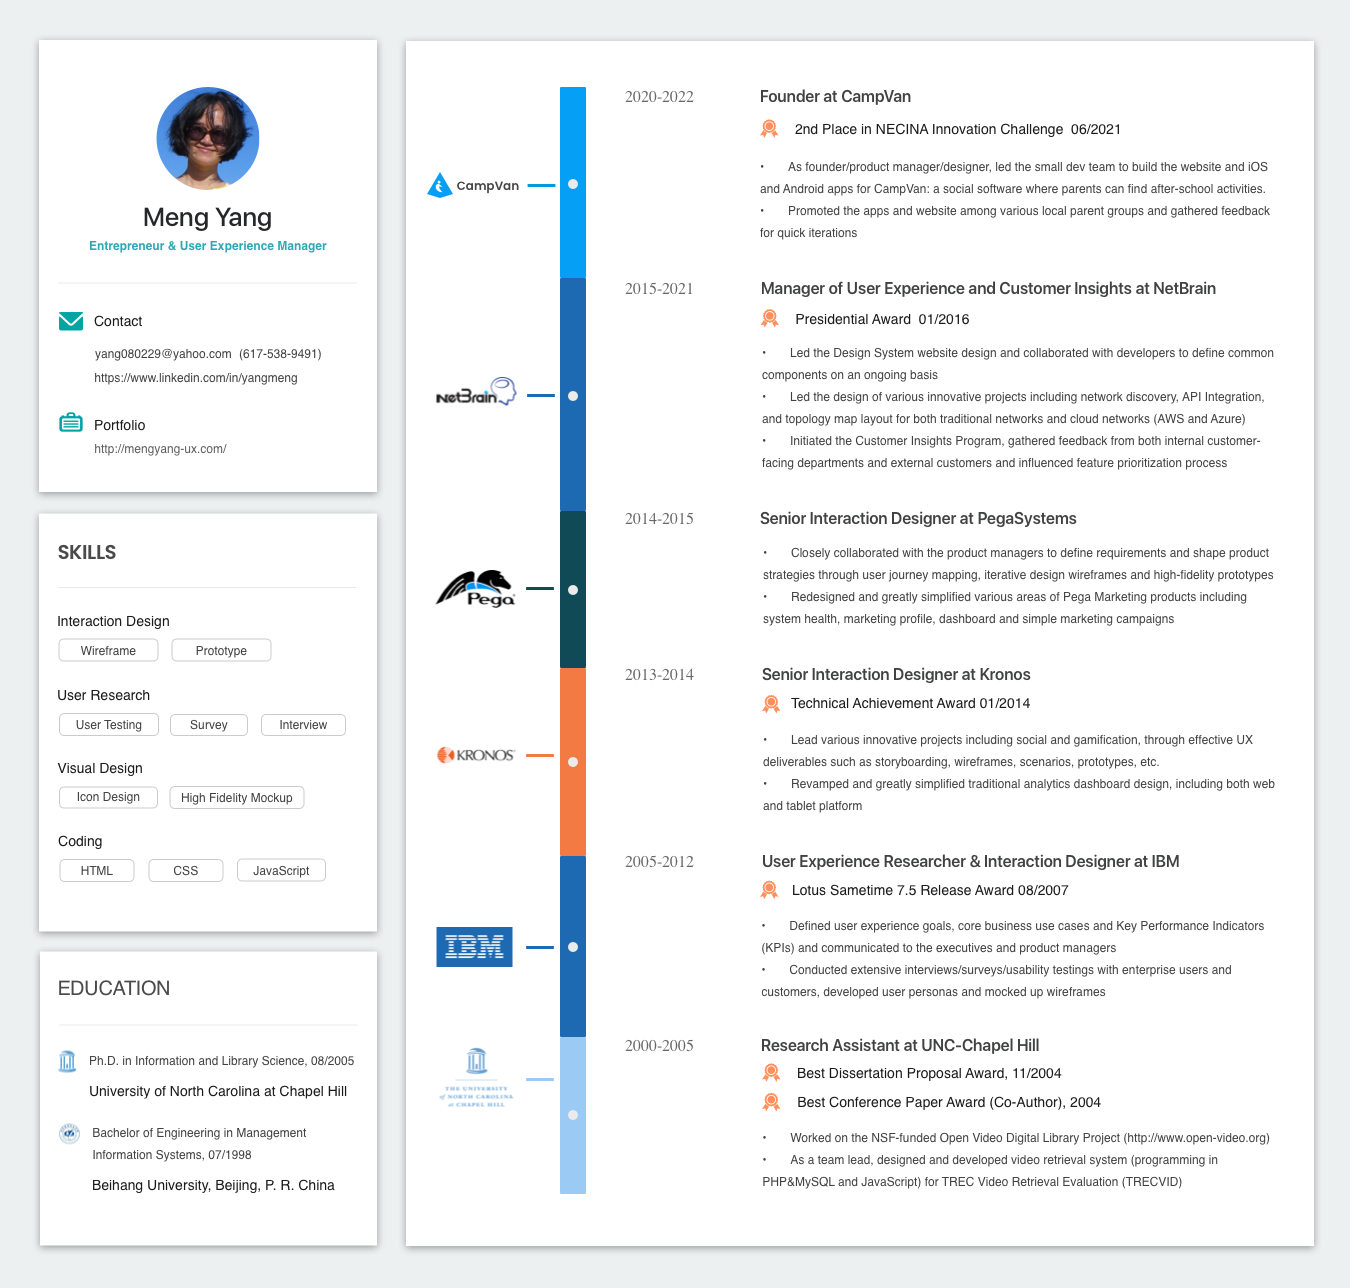 Meng Yang
Entrepreneur & User Experience Manager
Contact
yang080229@yahoo.com (617-538-9491)
https://www.linkedin.com/in/yangmeng
Portfolio
http://mengyang-ux.com/
SKILLS
Interaction Design
Wireframe Prototype
User Research
User Testing Survey Interview
Visual Design
Icon Design High Fidelity Mockup
Coding
HTML CSS JavaScript
EDUCATION
Ph.D. in Information and Library Science, 08/2005
University of North Carolina at Chapel Hill
Bachelor of Engineering in Management
Information Systems, 07/1998
Beihang University, Beijing, P. R. China
2020-2022 Founder at CampVan
2nd Place in NECINA Innovation Challenge 06/2021
CampVan
• As founder/product manager/designer, led the small dev team to build the website and iOS
and Android apps for CampVan: a social software where parents can find after-school activities.
• Promoted the apps and website among various local parent groups and gathered feedback
for quick iterations
2015-2021 Manager of User Experience and Customer Insights at NetBrain
Presidential Award 01/2016
NetBrain
• Led the Design System website design and collaborated with developers to define common
components on an ongoing basis
• Led the design of various innovative projects including network discovery, API Integration,
and topology map layout for both traditional networks and cloud networks (AWS and Azure)
• Initiated the Customer Insights Program, gathered feedback from both internal customer-
facing departments and external customers and influenced feature prioritization process
2014-2015 Senior Interaction Designer at PegaSystems
Pega
• Closely collaborated with the product managers to define requirements and shape product
strategies through user journey mapping, iterative design wireframes and high-fidelity prototypes
• Redesigned and greatly simplified various areas of Pega Marketing products including
system health, marketing profile, dashboard and simple marketing campaigns
2013-2014 Senior Interaction Designer at Kronos
Technical Achievement Award 01/2014
KRONOS
• Lead various innovative projects including social and gamification, through effective UX
deliverables such as storyboarding, wireframes, scenarios, prototypes, etc.
• Revamped and greatly simplified traditional analytics dashboard design, including both web
and tablet platform
2005-2012 User Experience Researcher & Interaction Designer at IBM
Lotus Sametime 7.5 Release Award 08/2007
IBM
• Defined user experience goals, core business use cases and Key Performance Indicators
(KPIs) and communicated to the executives and product managers
• Conducted extensive interviews/surveys/usability testings with enterprise users and
customers, developed user personas and mocked up wireframes
2000-2005 Research Assistant at UNC-Chapel Hill
Best Dissertation Proposal Award, 11/2004
Best Conference Paper Award (Co-Author), 2004
THE UNIVERSITY
of NORTH CAROLINA
at CHAPEL HILL
• Worked on the NSF-funded Open Video Digital Library Project (http://www.open-video.org)
• As a team lead, designed and developed video retrieval system (programming in
PHP&MySQL and JavaScript) for TREC Video Retrieval Evaluation (TRECVID)